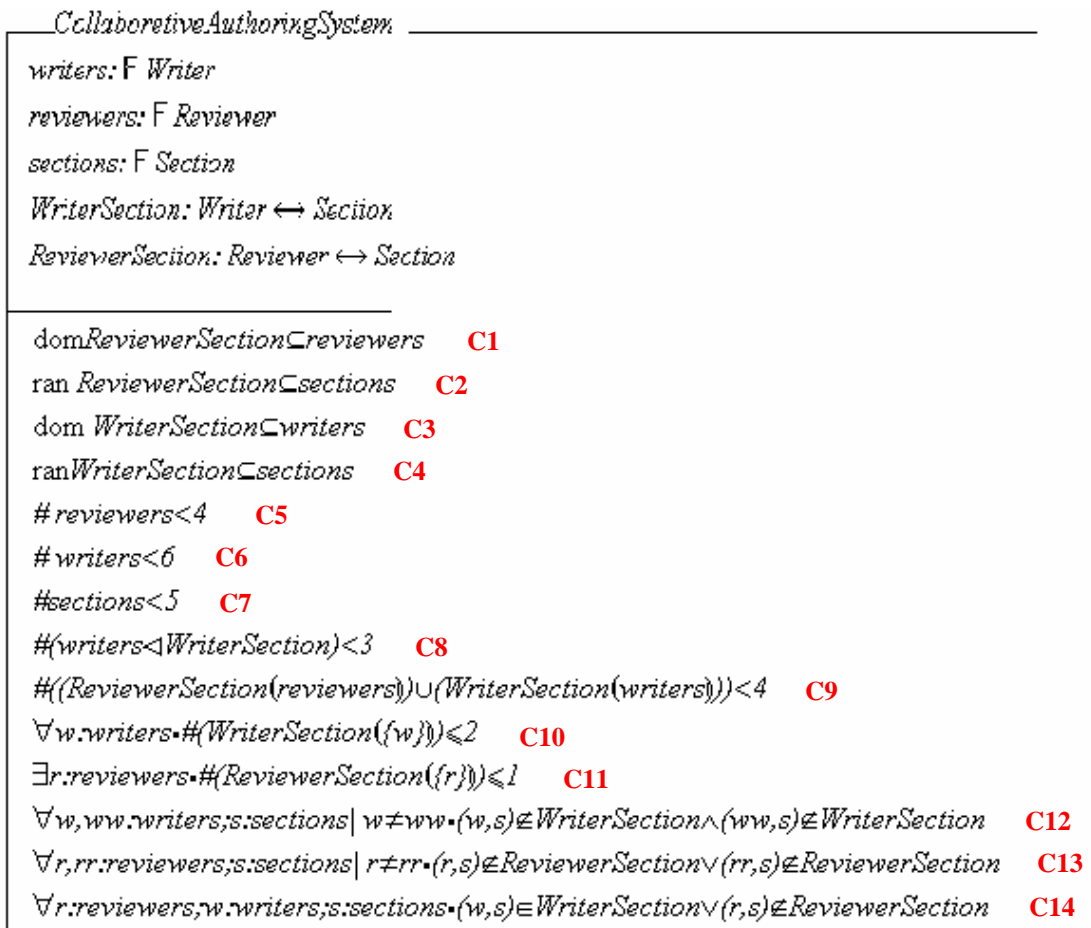 CollaboretiveAuthoringSystem
writers: F Writer
reviewers: F Reviewer
sections: F Section
WriterSection: Writer ↔ Section
ReviewerSection: Reviewer ↔ Section
domReviewerSection⊆reviewers C1
ran ReviewerSection⊆sections C2
dom WriterSection⊆writers C3
ranWriterSection⊆sections C4
# reviewers<4 C5
# writers<6 C6
#sections<5 C7
#(writers◁WriterSection)<3 C8
#((ReviewerSection⦇reviewers⦈)∪(WriterSection⦇writers⦈))<4 C9
∀w:writers•#(WriterSection⦇{w}⦈)⩽2 C10
∃r:reviewers•#(ReviewerSection⦇{r}⦈)⩽1 C11
∀w,ww:writers;s:sections| w≠ww•(w,s)∉WriterSection∧(ww,s)∉WriterSection C12
∀r,rr:reviewers;s:sections| r≠rr•(r,s)∉ReviewerSection∨(rr,s)∉ReviewerSection C13
∀r:reviewers;w:writers;s:sections•(w,s)∈WriterSection∨(r,s)∉ReviewerSection C14